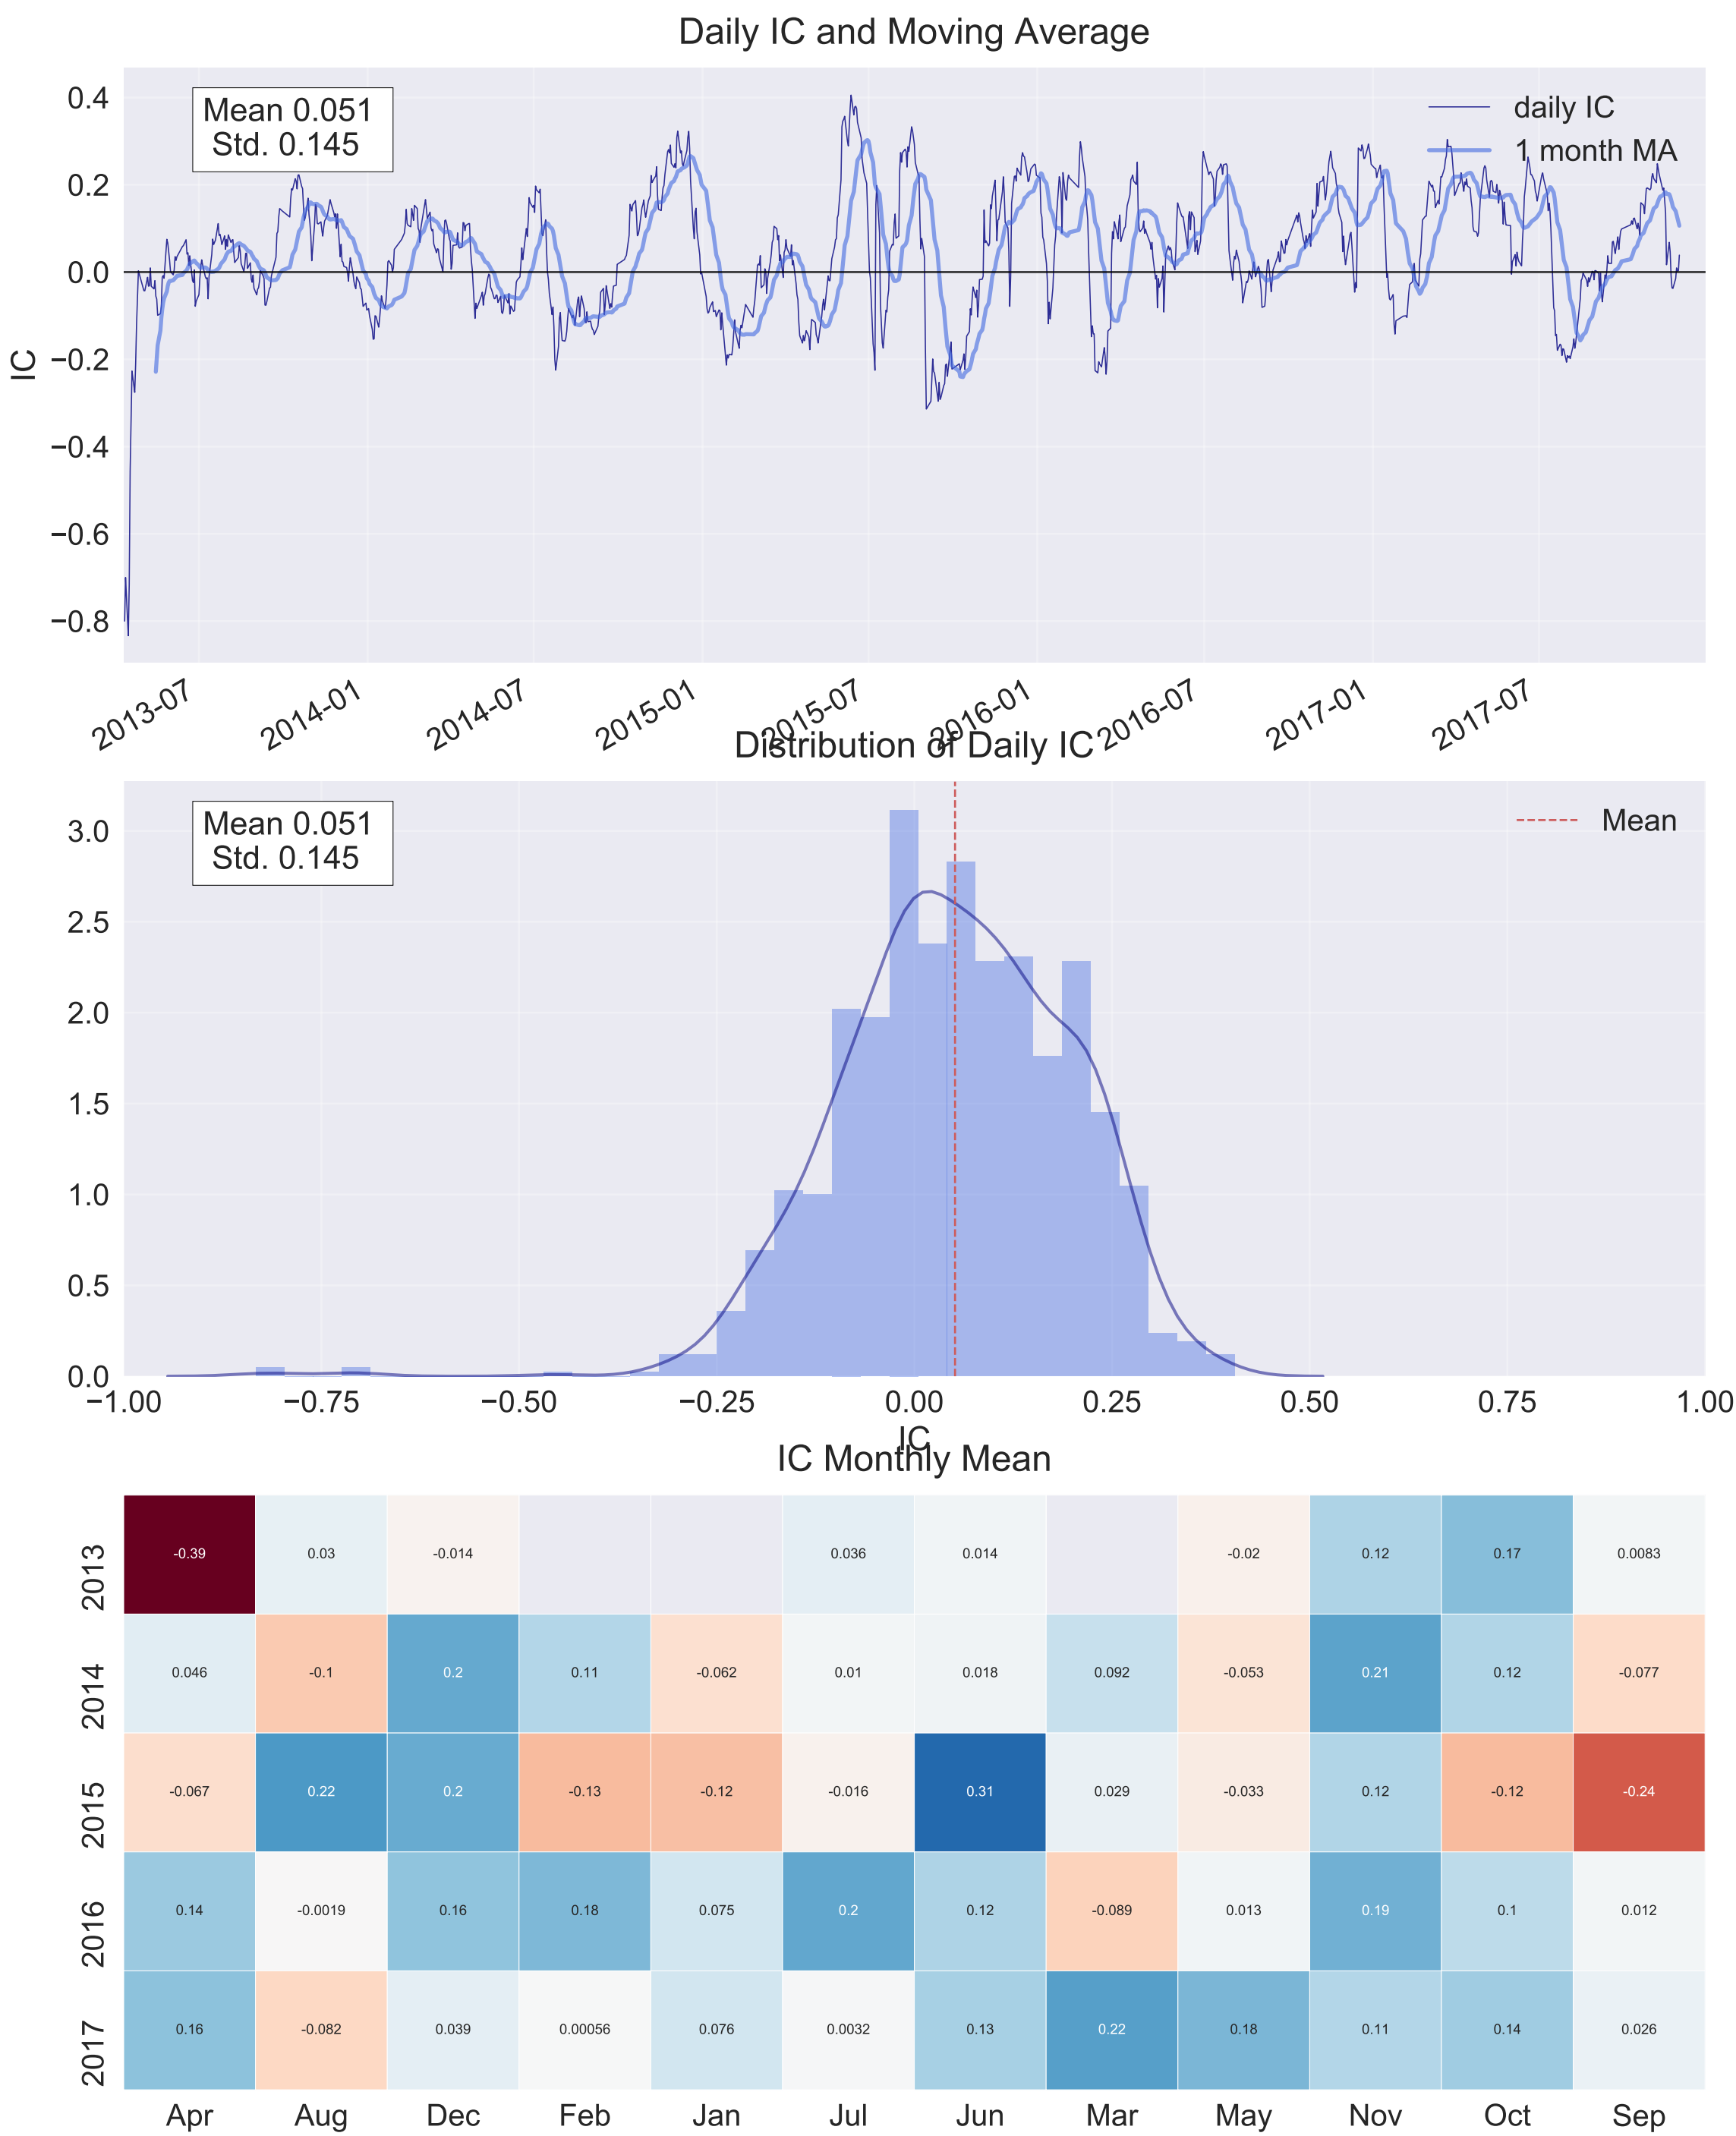 Daily IC and Moving Average
Mean 0.051
Std. 0.145
daily IC
1 month MA
0.4
0.2
0.0
−0.2
−0.4
−0.6
−0.8
IC
2013-07
2014-01
2014-07
2015-01
2015-07
2016-01
2016-07
2017-01
2017-07
Distribution of Daily IC
Mean 0.051
Std. 0.145
Mean
3.0
2.5
2.0
1.5
1.0
0.5
0.0
−1.00 −0.75 −0.50 −0.25 0.00 0.25 0.50 0.75 1.00
IC
IC Monthly Mean
2013 -0.39 0.03 -0.014 0.036 0.014 -0.02 0.12 0.17 0.0083
2014 0.046 -0.1 0.2 0.11 -0.062 0.01 0.018 0.092 -0.053 0.21 0.12 -0.077
2015 -0.067 0.22 0.2 -0.13 -0.12 -0.016 0.31 0.029 -0.033 0.12 -0.12 -0.24
2016 0.14 -0.0019 0.16 0.18 0.075 0.2 0.12 -0.089 0.013 0.19 0.1 0.012
2017 0.16 -0.082 0.039 0.00056 0.076 0.0032 0.13 0.22 0.18 0.11 0.14 0.026
Apr Aug Dec Feb Jan Jul Jun Mar May Nov Oct Sep